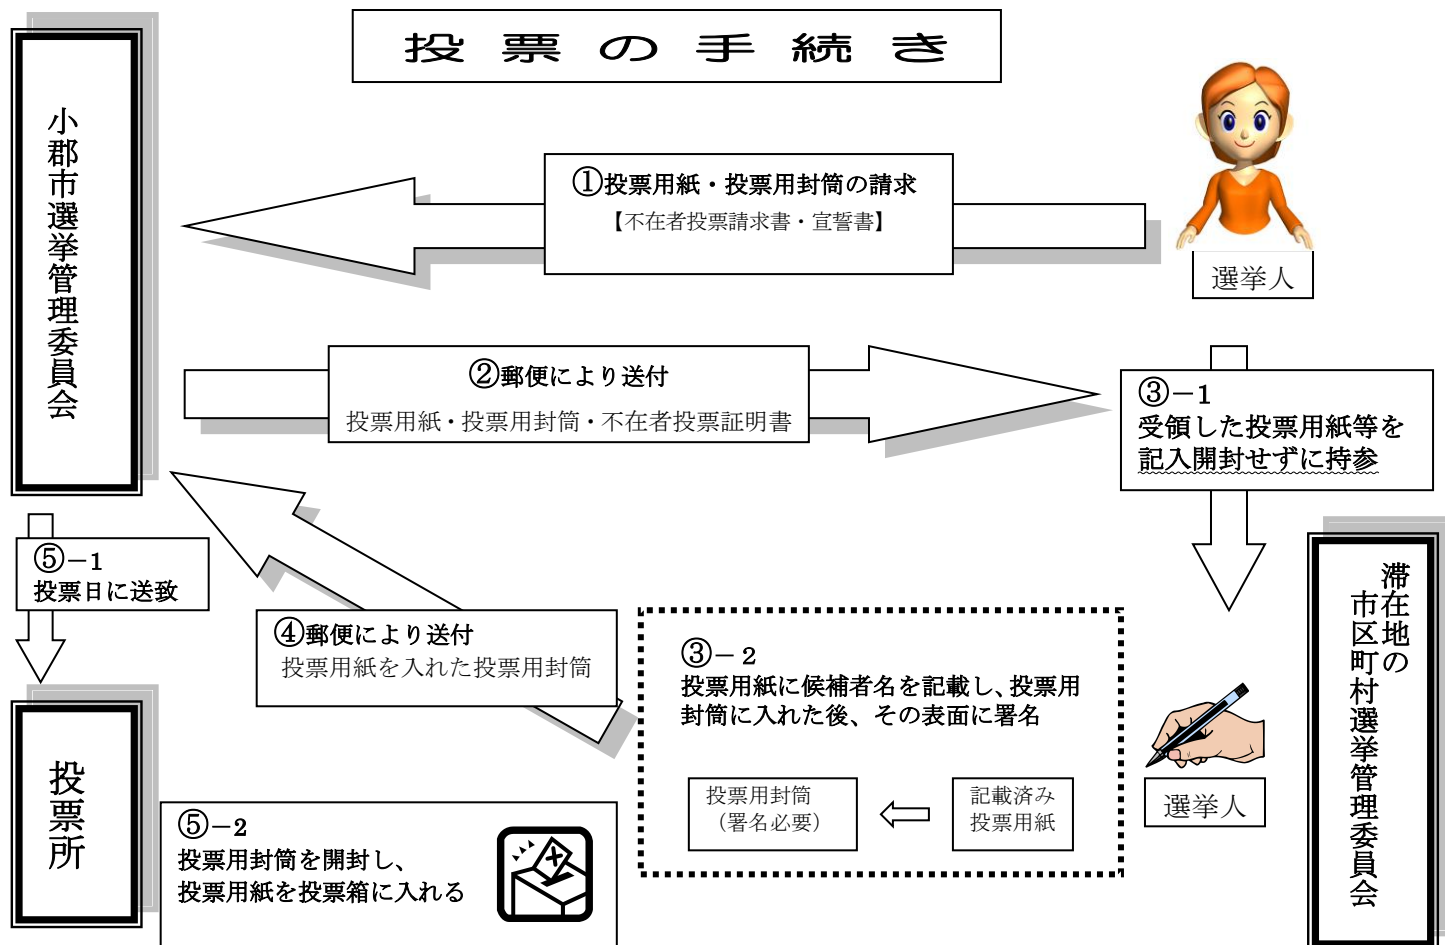 投票の手続き
小郡市選挙管理委員会
①投票用紙・投票用封筒の請求
【不在者投票請求書・宣誓書】
選挙人
②郵便により送付
投票用紙・投票用封筒・不在者投票証明書
③－1
受領した投票用紙等を
記入開封せずに持参
滞在地の
市区町村選挙管理委員会
③－2
投票用紙に候補者名を記載し、投票用
封筒に入れた後、その表面に署名
投票用封筒
（署名必要）
記載済み
投票用紙
選挙人
④郵便により送付
投票用紙を入れた投票用封筒
⑤－1
投票日に送致
投票所
⑤－2
投票用封筒を開封し、
投票用紙を投票箱に入れる